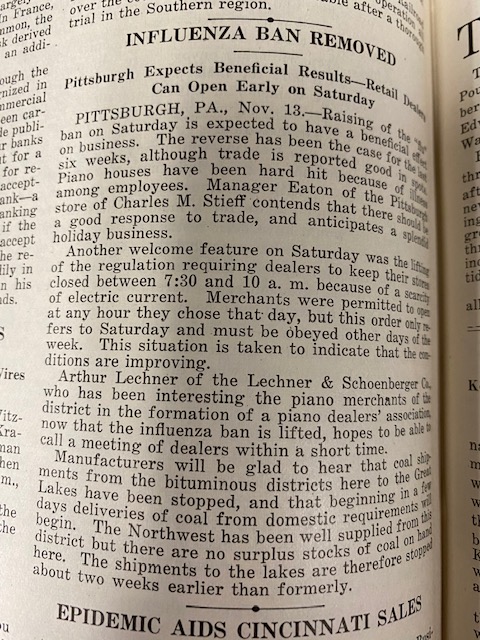 over the
able after a thorough
trial in the Southern region.
INFLUENZA BAN REMOVED
Pittsburgh Expects Beneficial Results—Retail Dealers
Can Open Early on Saturday
PITTSBURGH, PA., Nov. 13.—Raising of the "flu"
ban on Saturday is expected to have a beneficial effect
on business. The reverse has been the case for the last
six weeks, although trade is reported good in spots.
Piano houses have been hard hit because of illness
among employees. Manager Eaton of the Pittsburgh
store of Charles M. Stieff contends that there should be
a good response to trade, and anticipates a splendid
holiday business.
Another welcome feature on Saturday was the lifting
of the regulation requiring dealers to keep their stores
closed between 7:30 and 10 a. m. because of a scarcity
of electric current. Merchants were permitted to open
at any hour they chose that day, but this order only re-
fers to Saturday and must be obeyed other days of the
week. This situation is taken to indicate that the con-
ditions are improving.
Arthur Lechner of the Lechner & Schoenberger Co.,
who has been interesting the piano merchants of the
district in the formation of a piano dealers' association,
now that the influenza ban is lifted, hopes to be able to
call a meeting of dealers within a short time.
Manufacturers will be glad to hear that coal ship-
ments from the bituminous districts here to the Great
Lakes have been stopped, and that beginning in a few
days deliveries of coal from domestic requirements will
begin. The Northwest has been well supplied from this
district but there are no surplus stocks of coal on hand
here. The shipments to the lakes are therefore stopped
about two weeks earlier than formerly.
EPIDEMIC AIDS CINCINNATI SALES